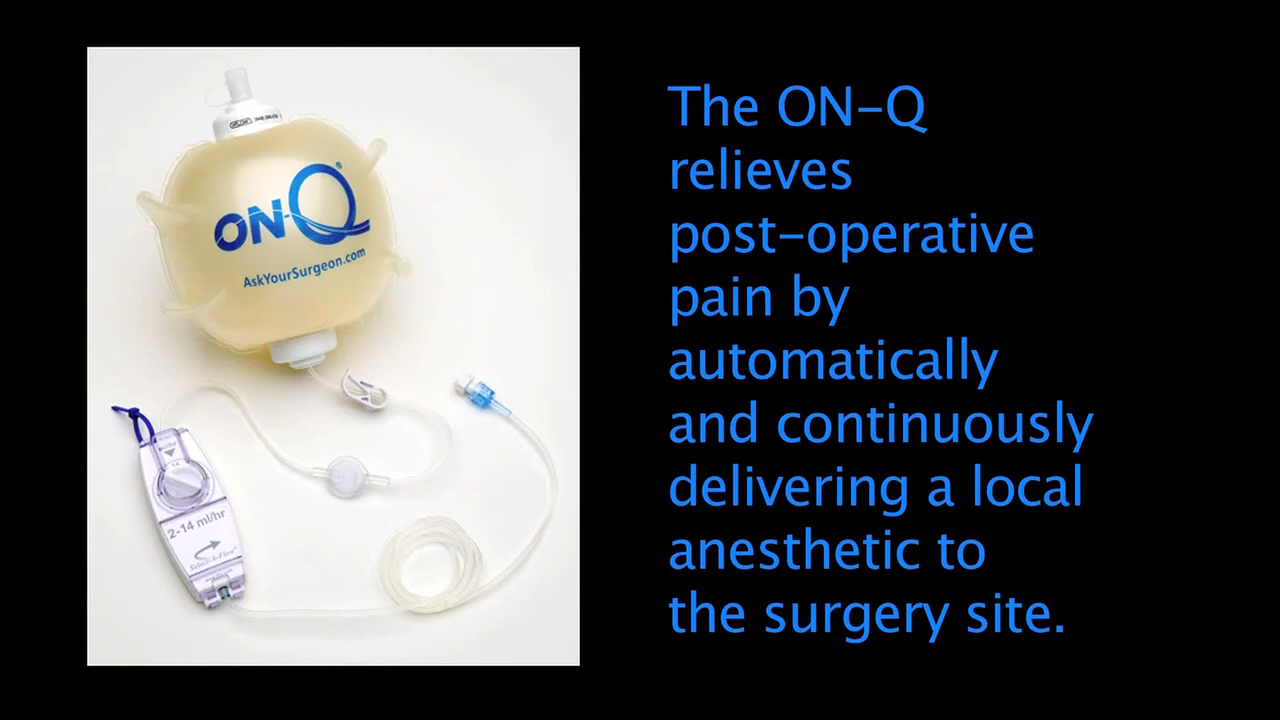 ON-Q®
AskYourSurgeon.com
2-14 ml/hr
Select-A-Flow
The ON-Q
relieves
post-operative
pain by
automatically
and continuously
delivering a local
anesthetic to
the surgery site.